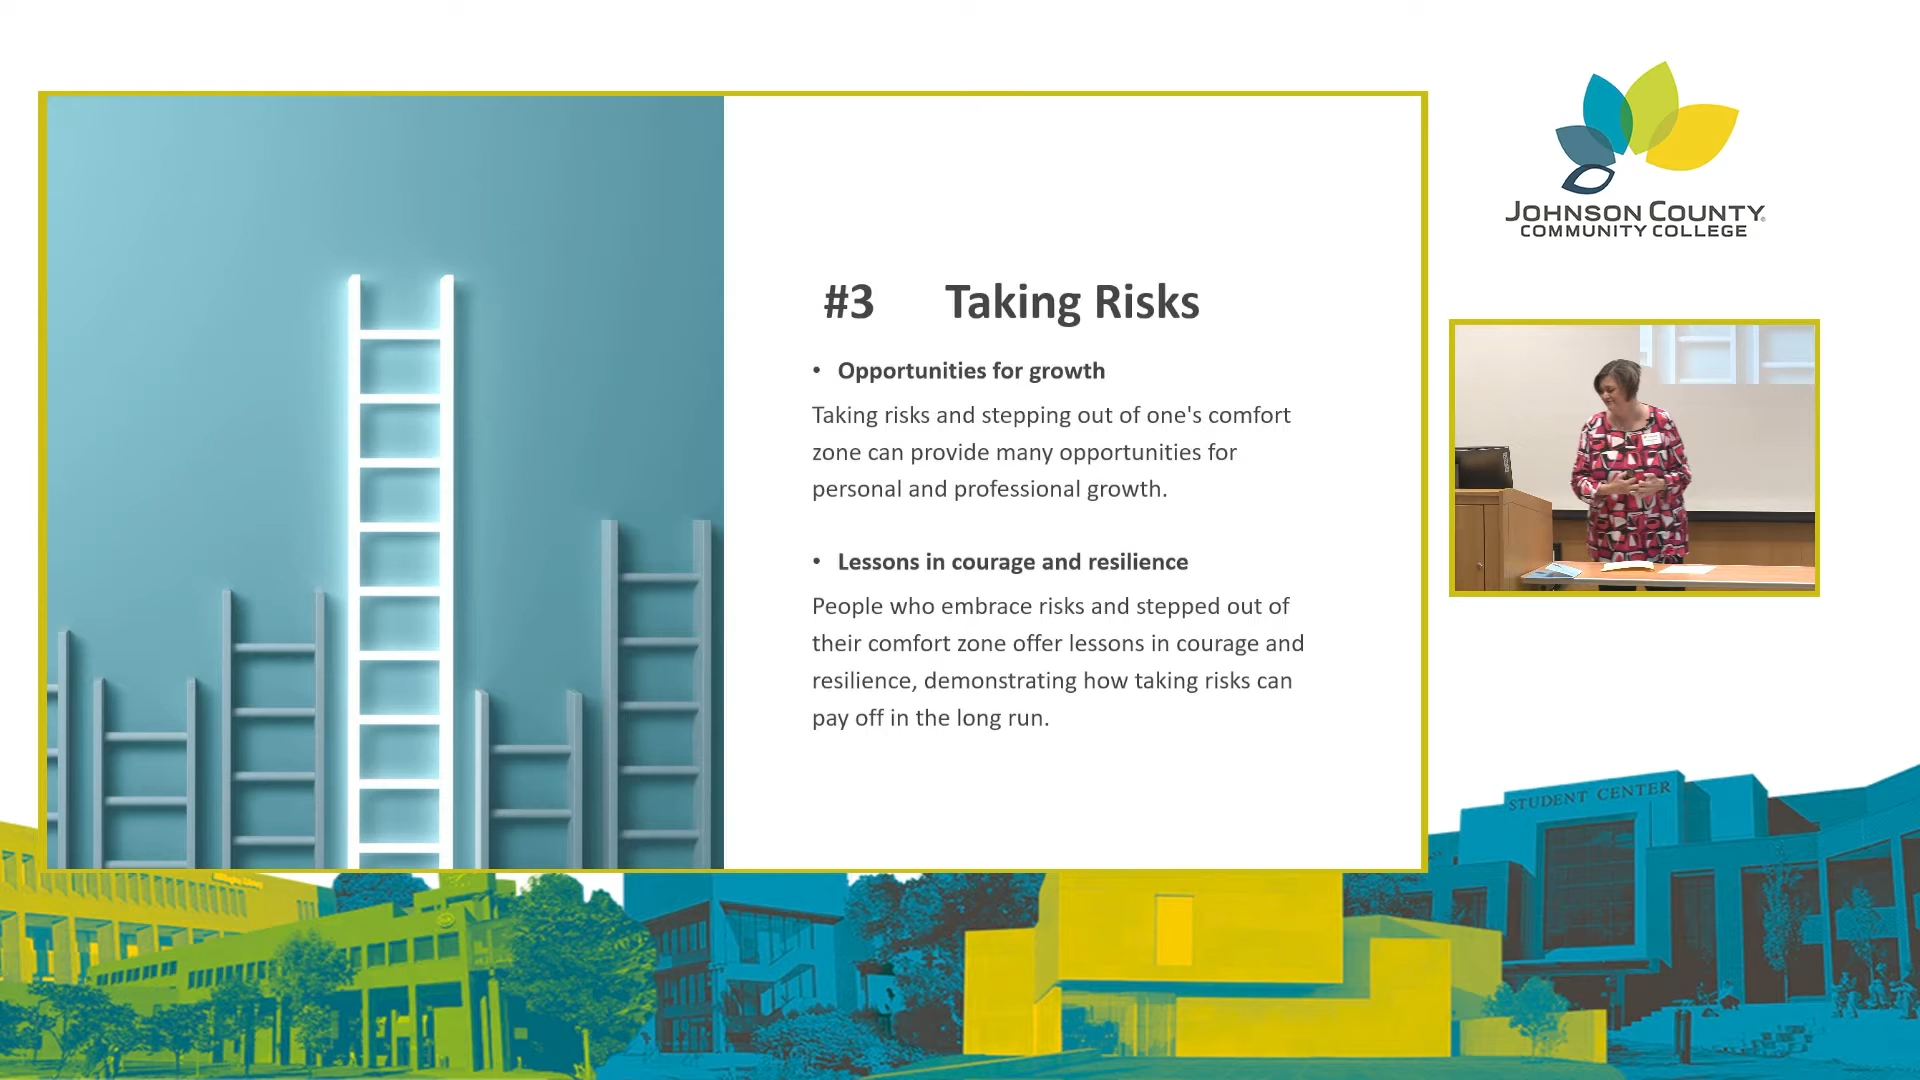 #3 Taking Risks
• Opportunities for growth
Taking risks and stepping out of one's comfort
zone can provide many opportunities for
personal and professional growth.
• Lessons in courage and resilience
People who embrace risks and stepped out of
their comfort zone offer lessons in courage and
resilience, demonstrating how taking risks can
pay off in the long run.
JOHNSON COUNTY
COMMUNITY COLLEGE
STUDENT CENTER